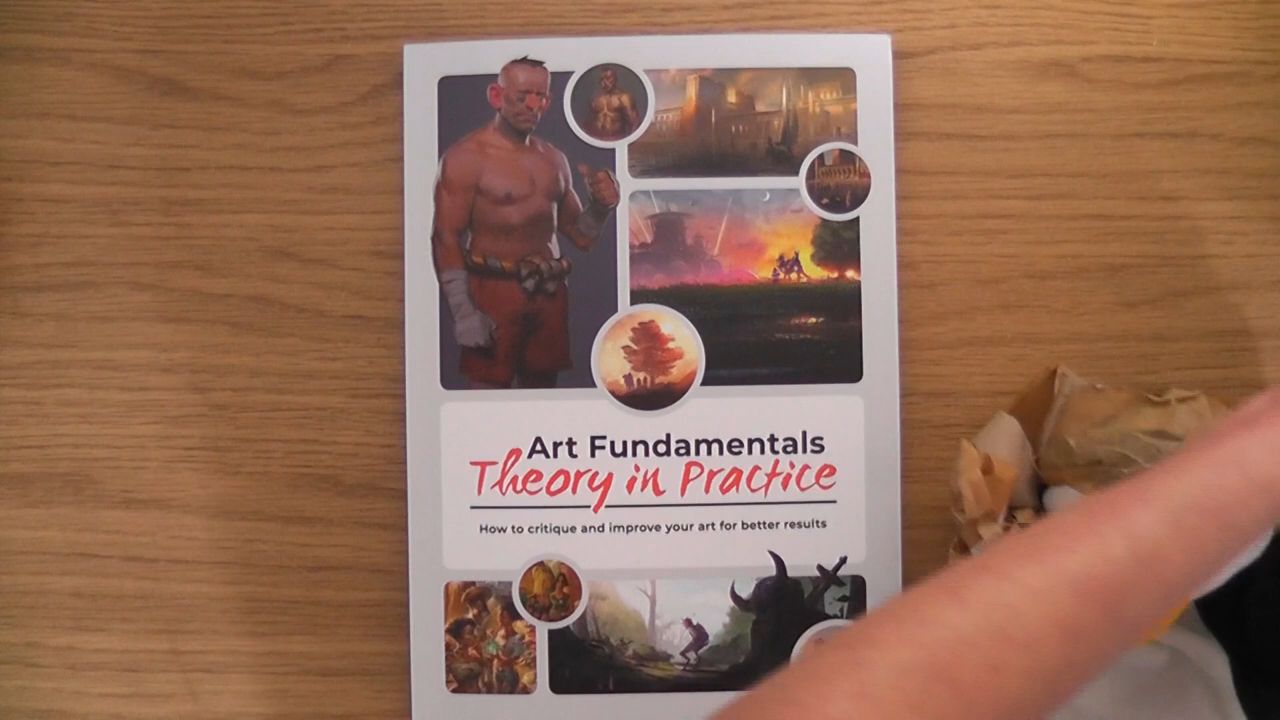 Art Fundamentals
Theory in Practice
How to critique and improve your art for better results